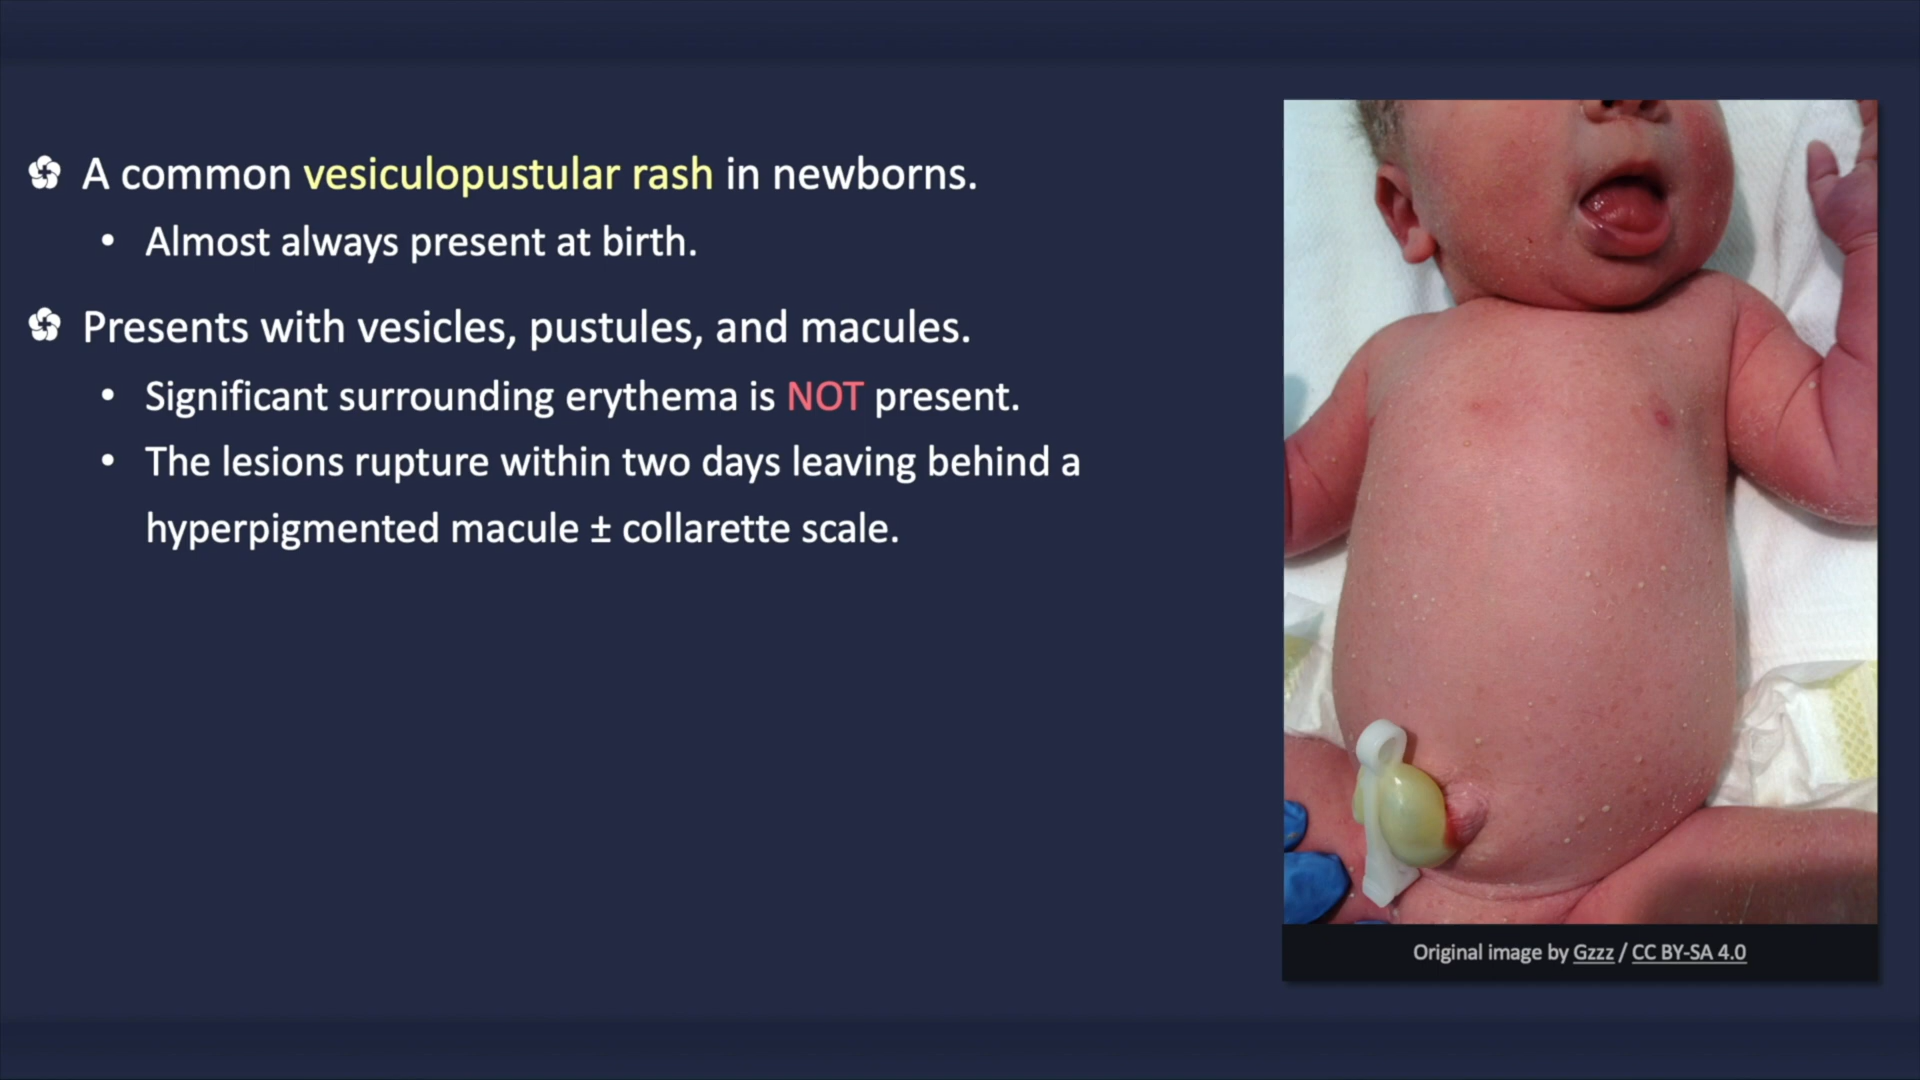 A common vesiculopustular rash in newborns.
• Almost always present at birth.
Presents with vesicles, pustules, and macules.
• Significant surrounding erythema is NOT present.
• The lesions rupture within two days leaving behind a
hyperpigmented macule ± collarette scale.
Original image by Gzzz / CC BY-SA 4.0